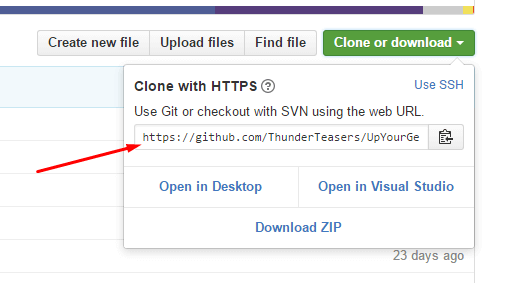 Create new file Upload files Find file Clone or download
Clone with HTTPS ? Use SSH
Use Git or checkout with SVN using the web URL.
https://github.com/ThunderTeasers/UpYourGe
Open in Desktop Open in Visual Studio
Download ZIP
23 days ago